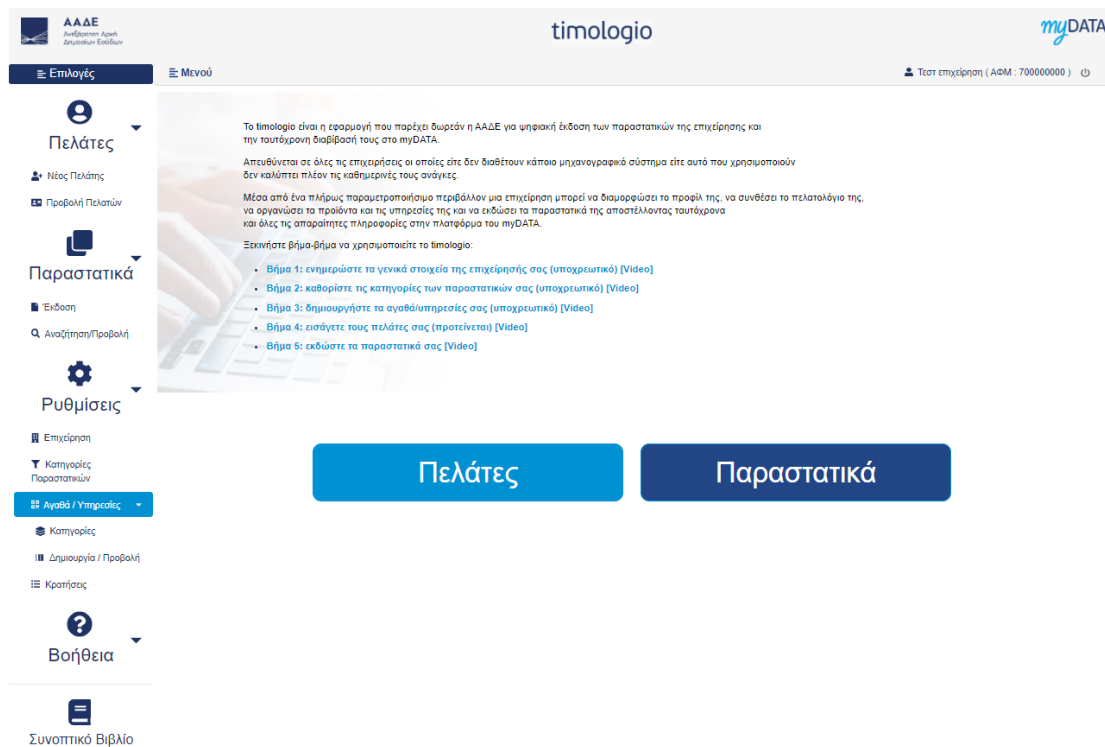 ΑΑΔΕ
Ανεξάρτητη Αρχή
Δημοσίων Εσόδων
timologio
myDATA
Επιλογές
Μενού
Τεστ επιχείρηση ( ΑΦΜ : 700000000 )
Πελάτες
Νέος Πελάτης
Προβολή Πελατών
Παραστατικά
Έκδοση
Αναζήτηση/Προβολή
Ρυθμίσεις
Επιχείρηση
Κατηγορίες
Παραστατικών
Αγαθά / Υπηρεσίες
Κατηγορίες
Δημιουργία / Προβολή
Κρατήσεις
Βοήθεια
Συνοπτικό Βιβλίο
Το timologio είναι η εφαρμογή που παρέχει δωρεάν η ΑΑΔΕ για ψηφιακή έκδοση των παραστατικών της επιχείρησης και
την ταυτόχρονη διαβίβασή τους στο myDATA.
Απευθύνεται σε όλες τις επιχειρήσεις οι οποίες είτε δεν διαθέτουν κάποιο μηχανογραφικό σύστημα είτε αυτό που χρησιμοποιούν
δεν καλύπτει πλέον τις καθημερινές τους ανάγκες.
Μέσα από ένα πλήρως παραμετροποιήσιμο περιβάλλον μια επιχείρηση μπορεί να διαμορφώσει το προφίλ της, να συνθέσει το πελατολόγιο της,
να οργανώσει τα προϊόντα και τις υπηρεσίες της και να εκδώσει τα παραστατικά της αποστέλλοντας ταυτόχρονα
και όλες τις απαραίτητες πληροφορίες στην πλατφόρμα του myDATA.
Ξεκινήστε βήμα-βήμα να χρησιμοποιείτε το timologio:
• Βήμα 1: ενημερώστε τα γενικά στοιχεία της επιχείρησής σας (υποχρεωτικό) [Video]
• Βήμα 2: καθορίστε τις κατηγορίες των παραστατικών σας (υποχρεωτικό) [Video]
• Βήμα 3: δημιουργήστε τα αγαθά/υπηρεσίες σας (υποχρεωτικό) [Video]
• Βήμα 4: εισάγετε τους πελάτες σας (προτείνεται) [Video]
• Βήμα 5: εκδώστε τα παραστατικά σας [Video]
Πελάτες
Παραστατικά